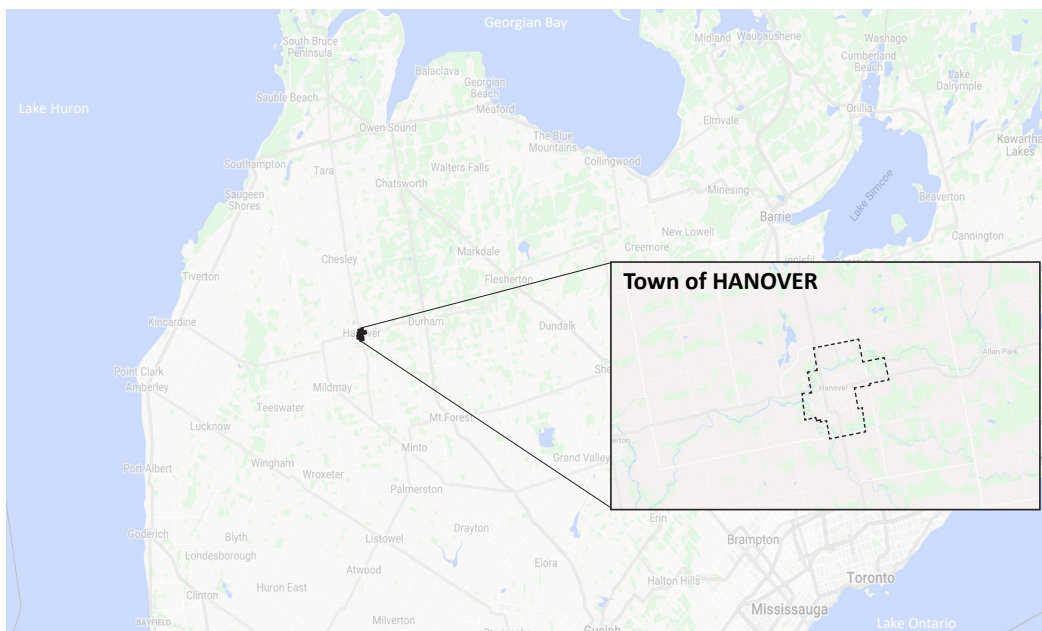 Georgian Bay
Midland
Waubaushene
Washago
South Bruce
Peninsula
Cumberland
Beach
Balaclava
Georgian
Beach
Lake
Dalrymple
Sauble Beach
Meaford
Lake Huron
Orillia
Elmvale
Owen Sound
The Blue
Mountains
Kawartha
Lakes
Southampton
Tara
Walters Falls
Collingwood
Chatsworth
Minesing
Lake Simcoe
Saugeen
Shores
Beaverton
Barrie
New Lowell
Markdale
Creemore
Cannington
Chesley
Innisfil
Tiverton
Flesherton
Town of HANOVER
Kincardine
Durham
Hanover
Dundalk
Allan Park
Point Clark
Amberley
Mildmay
Hanover
Teeswater
Mt Forest
Lucknow
Minto
Grand Valley
Wingham
Port Albert
Wroxeter
Palmerston
Erin
Drayton
Goderich
Blyth
Listowel
Brampton
Londesborough
Elora
Atwood
Toronto
Halton Hills
Huron East
Clinton
Mississauga
BAYFIELD
Milverton
Guelph
Lake Ontario